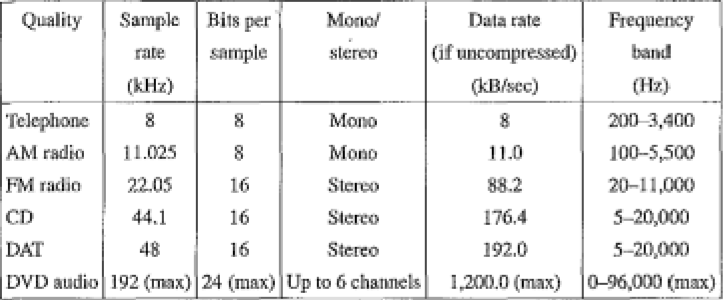 Quality Sample Bits per Mono/ Data rate Frequency
rate sample stereo (if uncompressed) band
(kHz) (kB/sec) (Hz)
Telephone 8 8 Mono 8 200–3,400
AM radio 11.025 8 Mono 11.0 100–5,500
FM radio 22.05 16 Stereo 88.2 20–11,000
CD 44.1 16 Stereo 176.4 5–20,000
DAT 48 16 Stereo 192.0 5–20,000
DVD audio 192 (max) 24 (max) Up to 6 channels 1,200.0 (max) 0–96,000 (max)